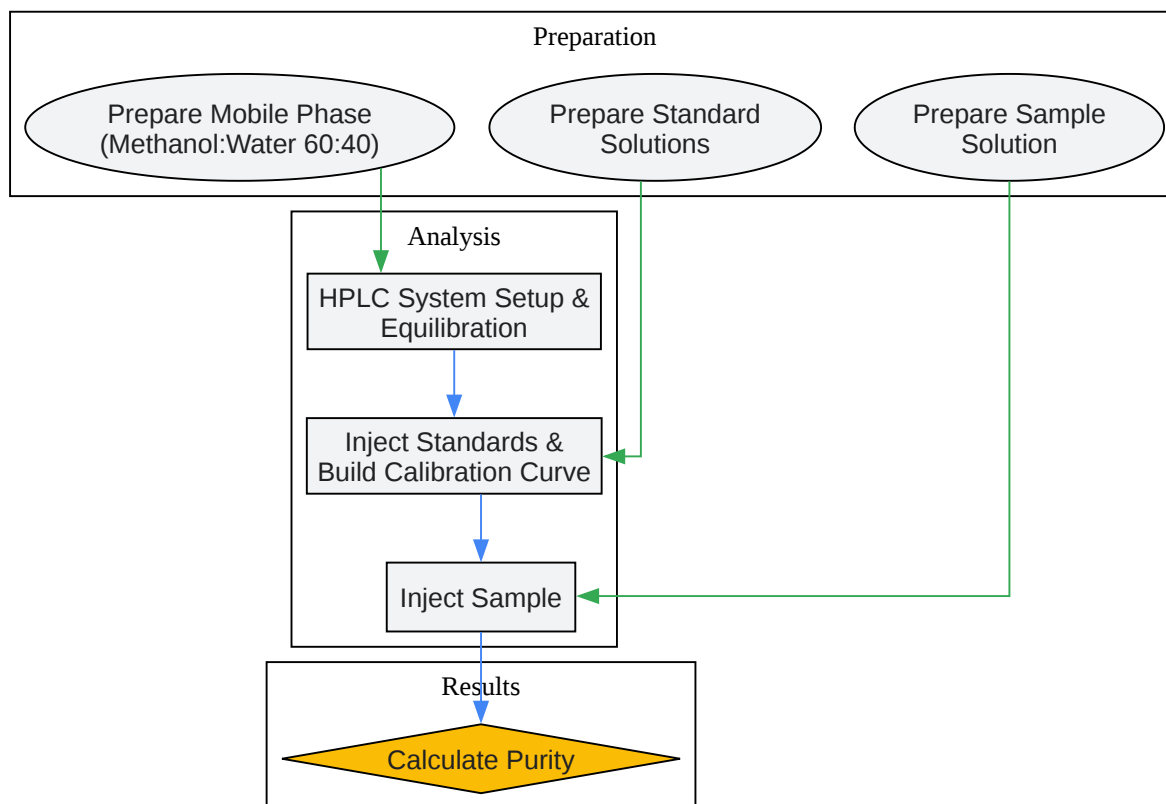 Preparation
Prepare Mobile Phase
(Methanol:Water 60:40)
Prepare Standard
Solutions
Prepare Sample
Solution
Analysis
HPLC System Setup &
Equilibration
Inject Standards &
Build Calibration Curve
Inject Sample
Results
Calculate Purity